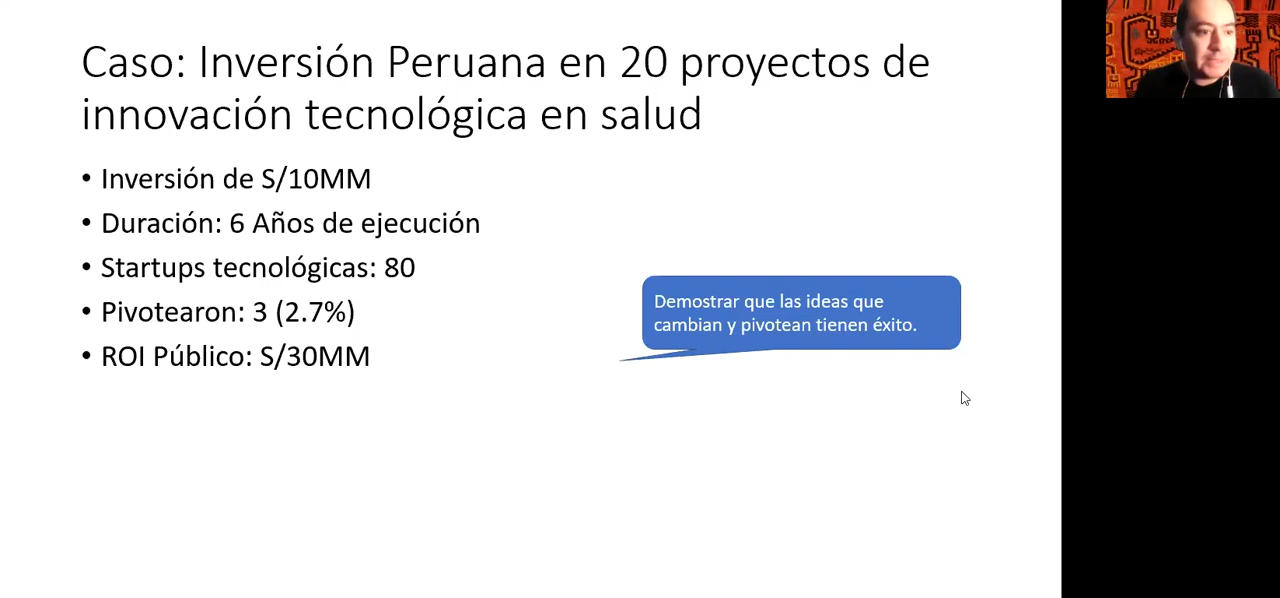 Caso: Inversión Peruana en 20 proyectos de
innovación tecnológica en salud
• Inversión de S/10MM
• Duración: 6 Años de ejecución
• Startups tecnológicas: 80
• Pivotearon: 3 (2.7%)
• ROI Público: S/30MM
Demostrar que las ideas que
cambian y pivotean tienen éxito.